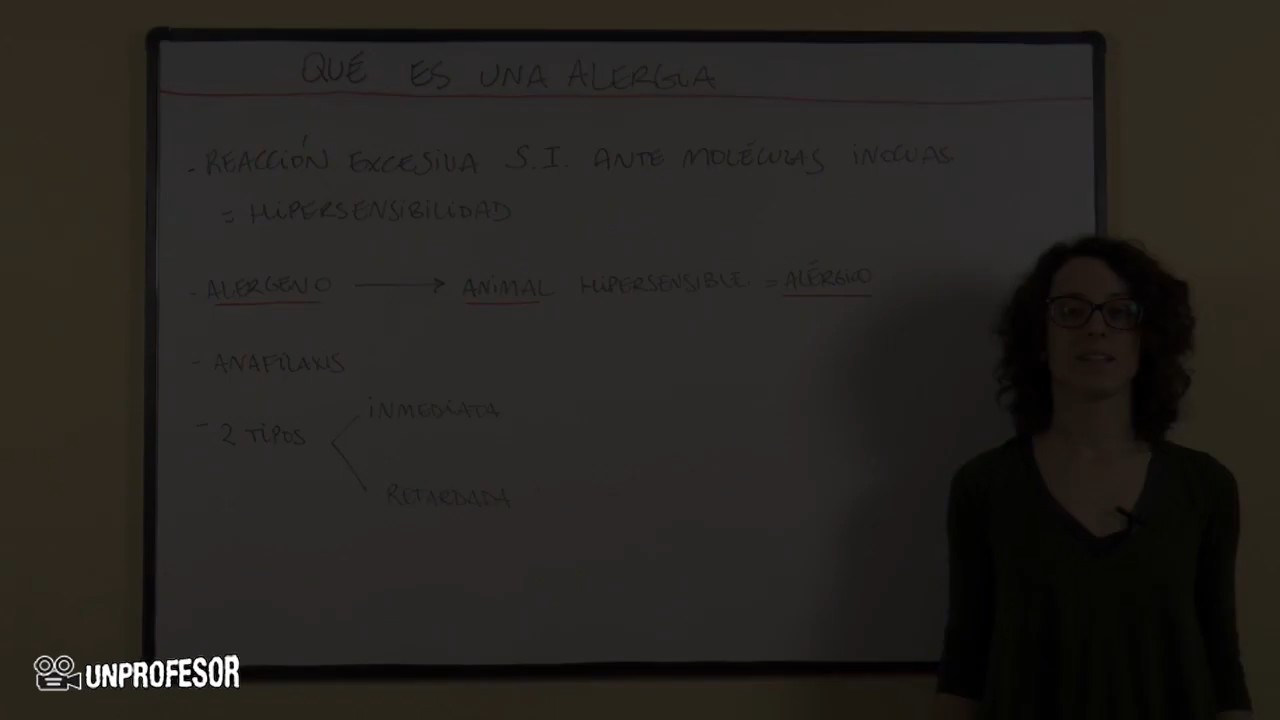 QUÉ ES UNA ALERGIA
- REACCIÓN EXCESIVA S.I. ANTE MOLÉCULAS INOCUAS
= HIPERSENSIBILIDAD
- ALERGENO → ANIMAL HIPERSENSIBLE = ALÉRGICO
- ANAFILAXIS
- 2 TIPOS
INMEDIATA
RETARDADA
UNPROFESOR